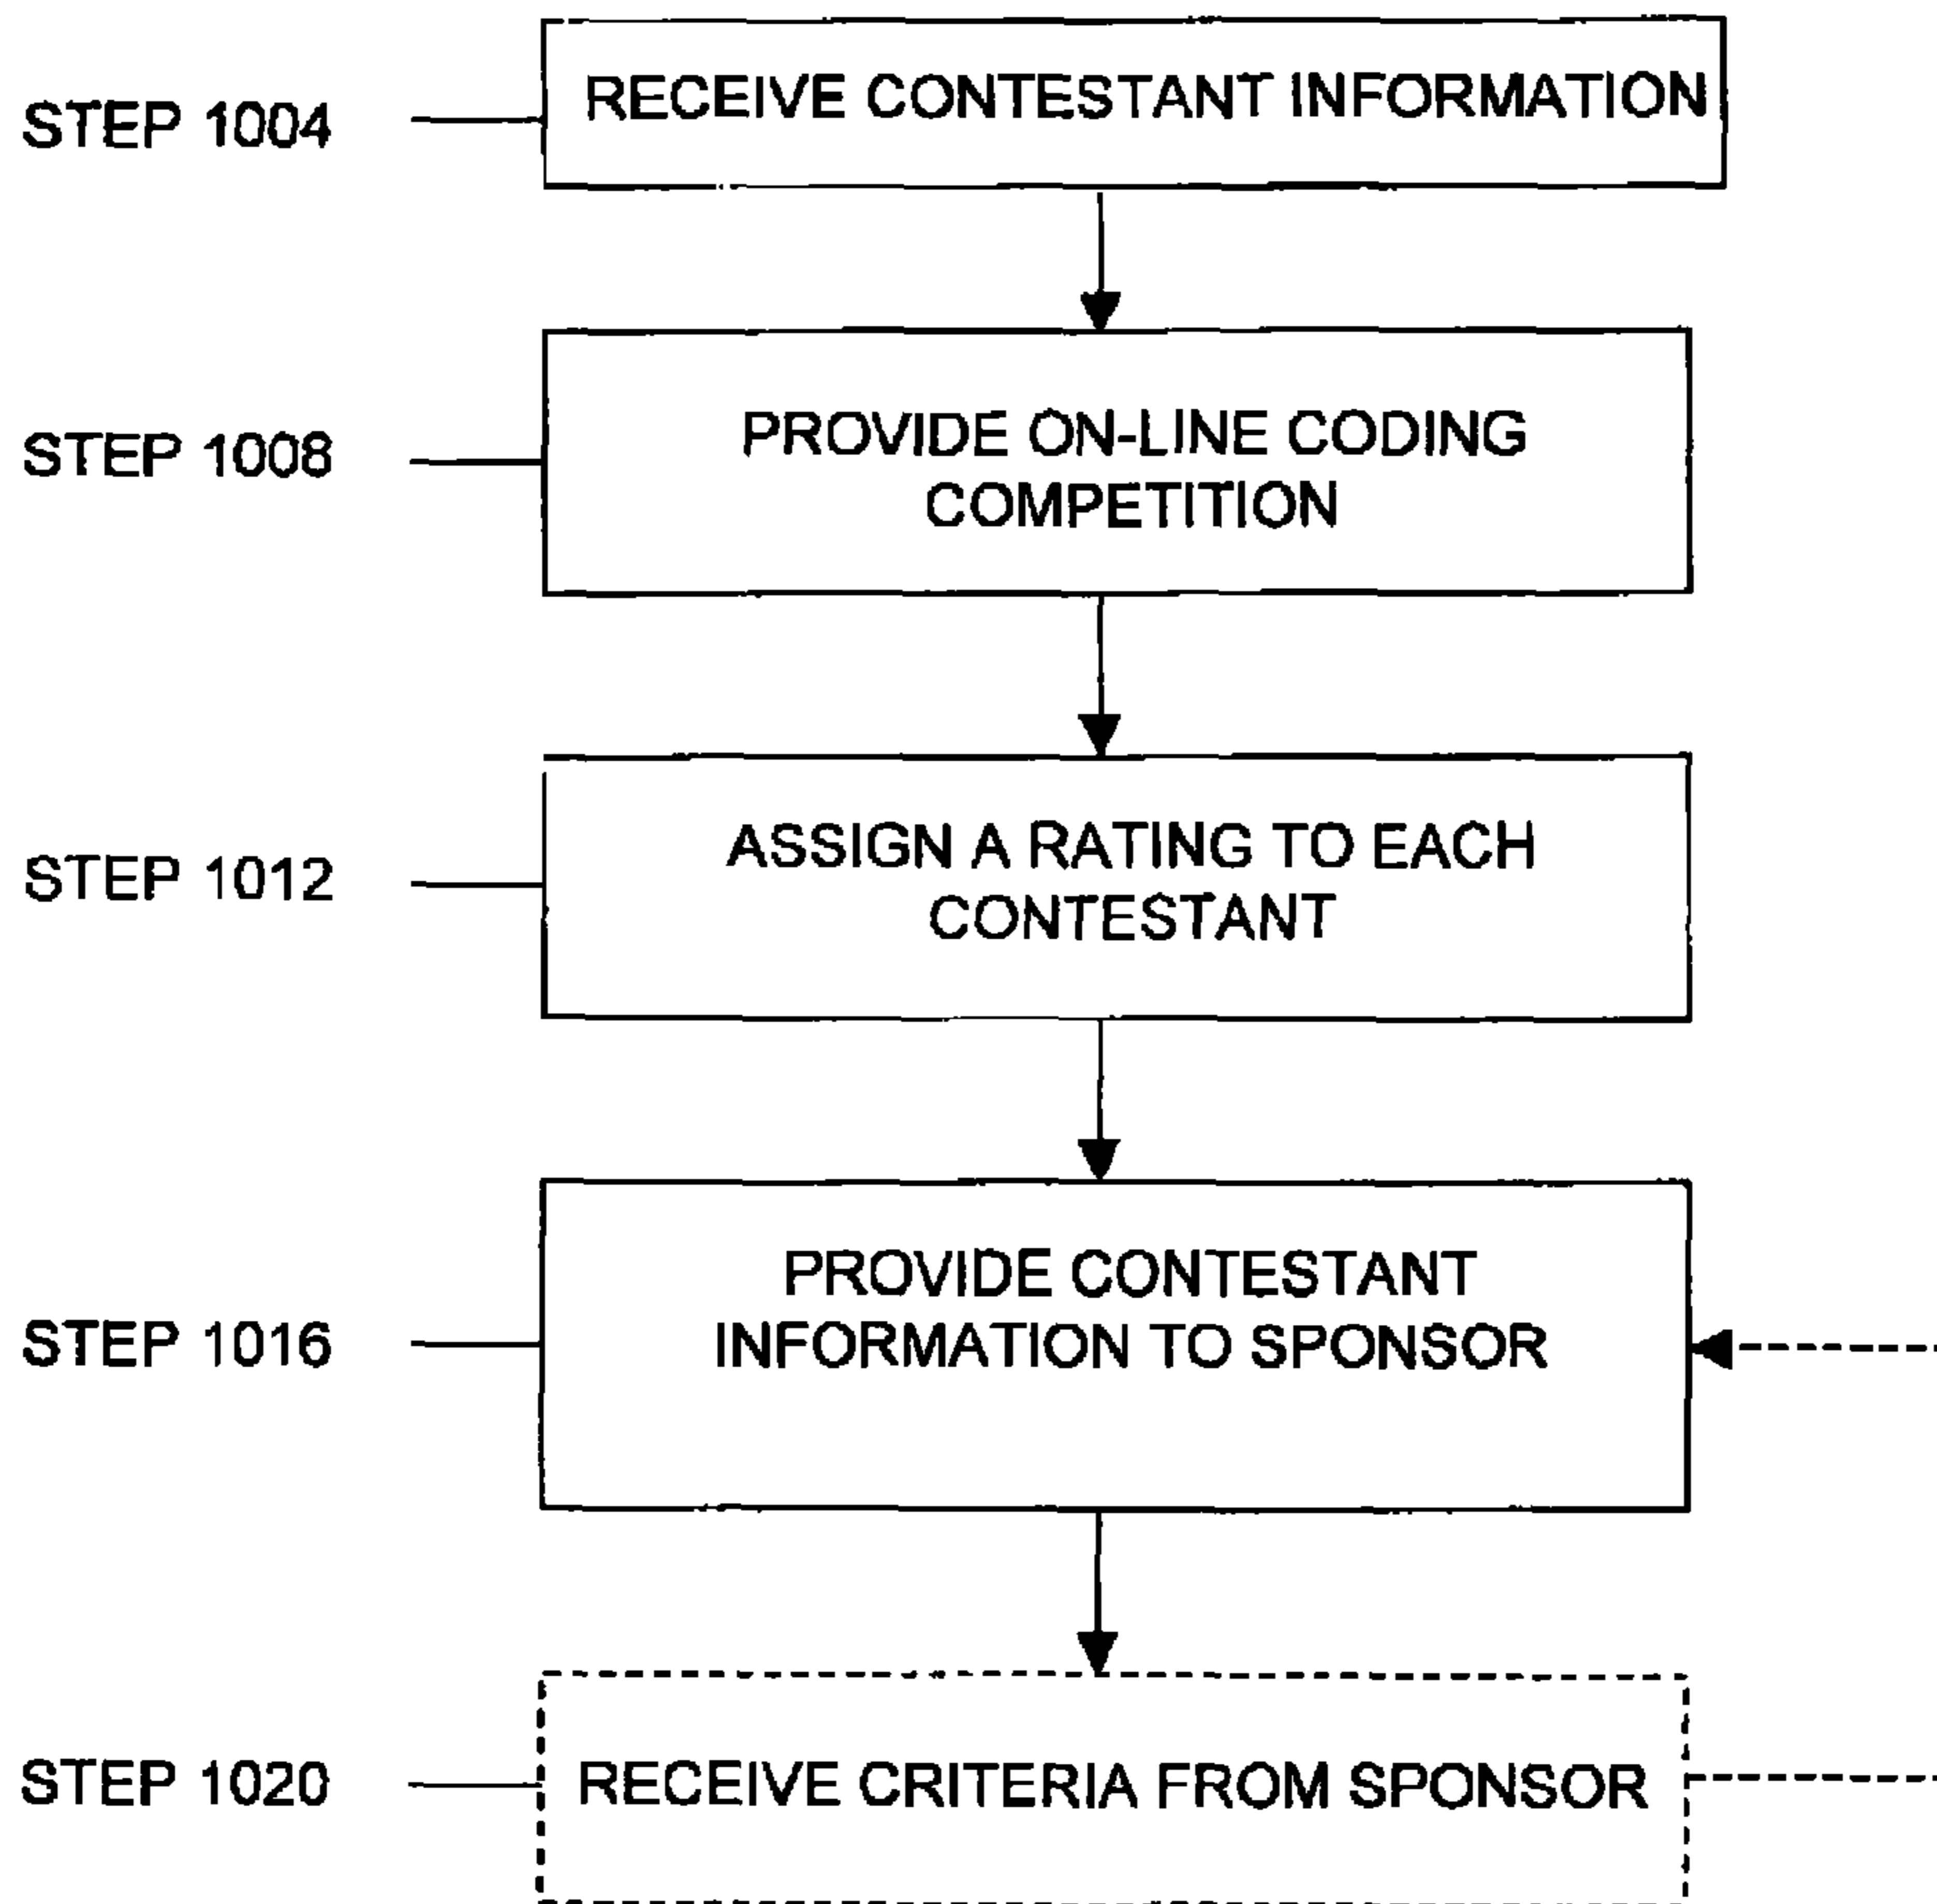 STEP 1004
RECEIVE CONTESTANT INFORMATION
STEP 1008
PROVIDE ON-LINE CODING
COMPETITION
STEP 1012
ASSIGN A RATING TO EACH
CONTESTANT
STEP 1016
PROVIDE CONTESTANT
INFORMATION TO SPONSOR
STEP 1020
RECEIVE CRITERIA FROM SPONSOR